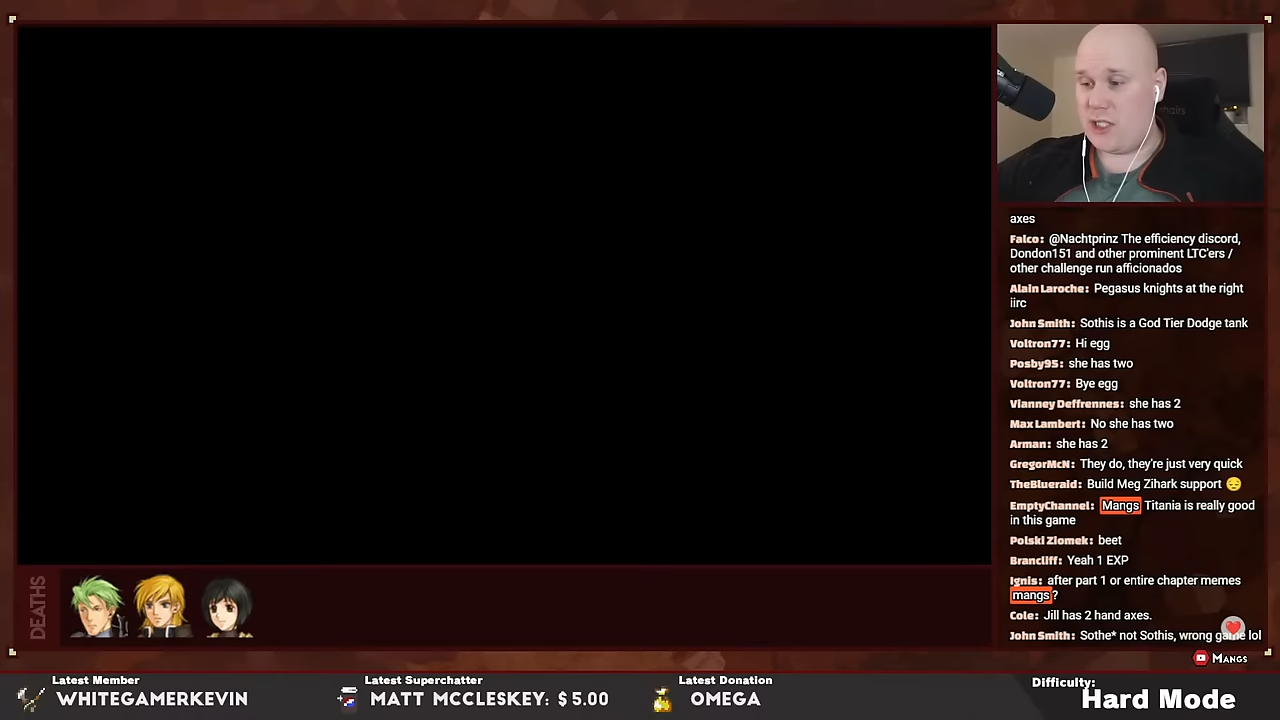 axes
Falco: @Nachtprinz The efficiency discord,
Dondon151 and other prominent LTC'ers /
other challenge run afficionados
Alain Laroche: Pegasus knights at the right
iirc
John Smith: Sothis is a God Tier Dodge tank
Voltron77: Hi egg
Posby95: she has two
Voltron77: Bye egg
Vianney Deffrennes: she has 2
Max Lambert: No she has two
Arman: she has 2
GregorMcN: They do, they're just very quick
TheBlueraid: Build Meg Zihark support 😔
EmptyChannel: Mangs Titania is really good
in this game
Polski Ziomek: beet
Brancliff: Yeah 1 EXP
Ignis: after part 1 or entire chapter memes
mangs?
Cole: Jill has 2 hand axes.
John Smith: Sothe* not Sothis, wrong game lol
DEATHS
MANGS
Latest Member
WHITEGAMERKEVIN
Latest Superchatter
MATT MCCLESKEY: $5.00
Latest Donation
OMEGA
Difficulty:
Hard Mode